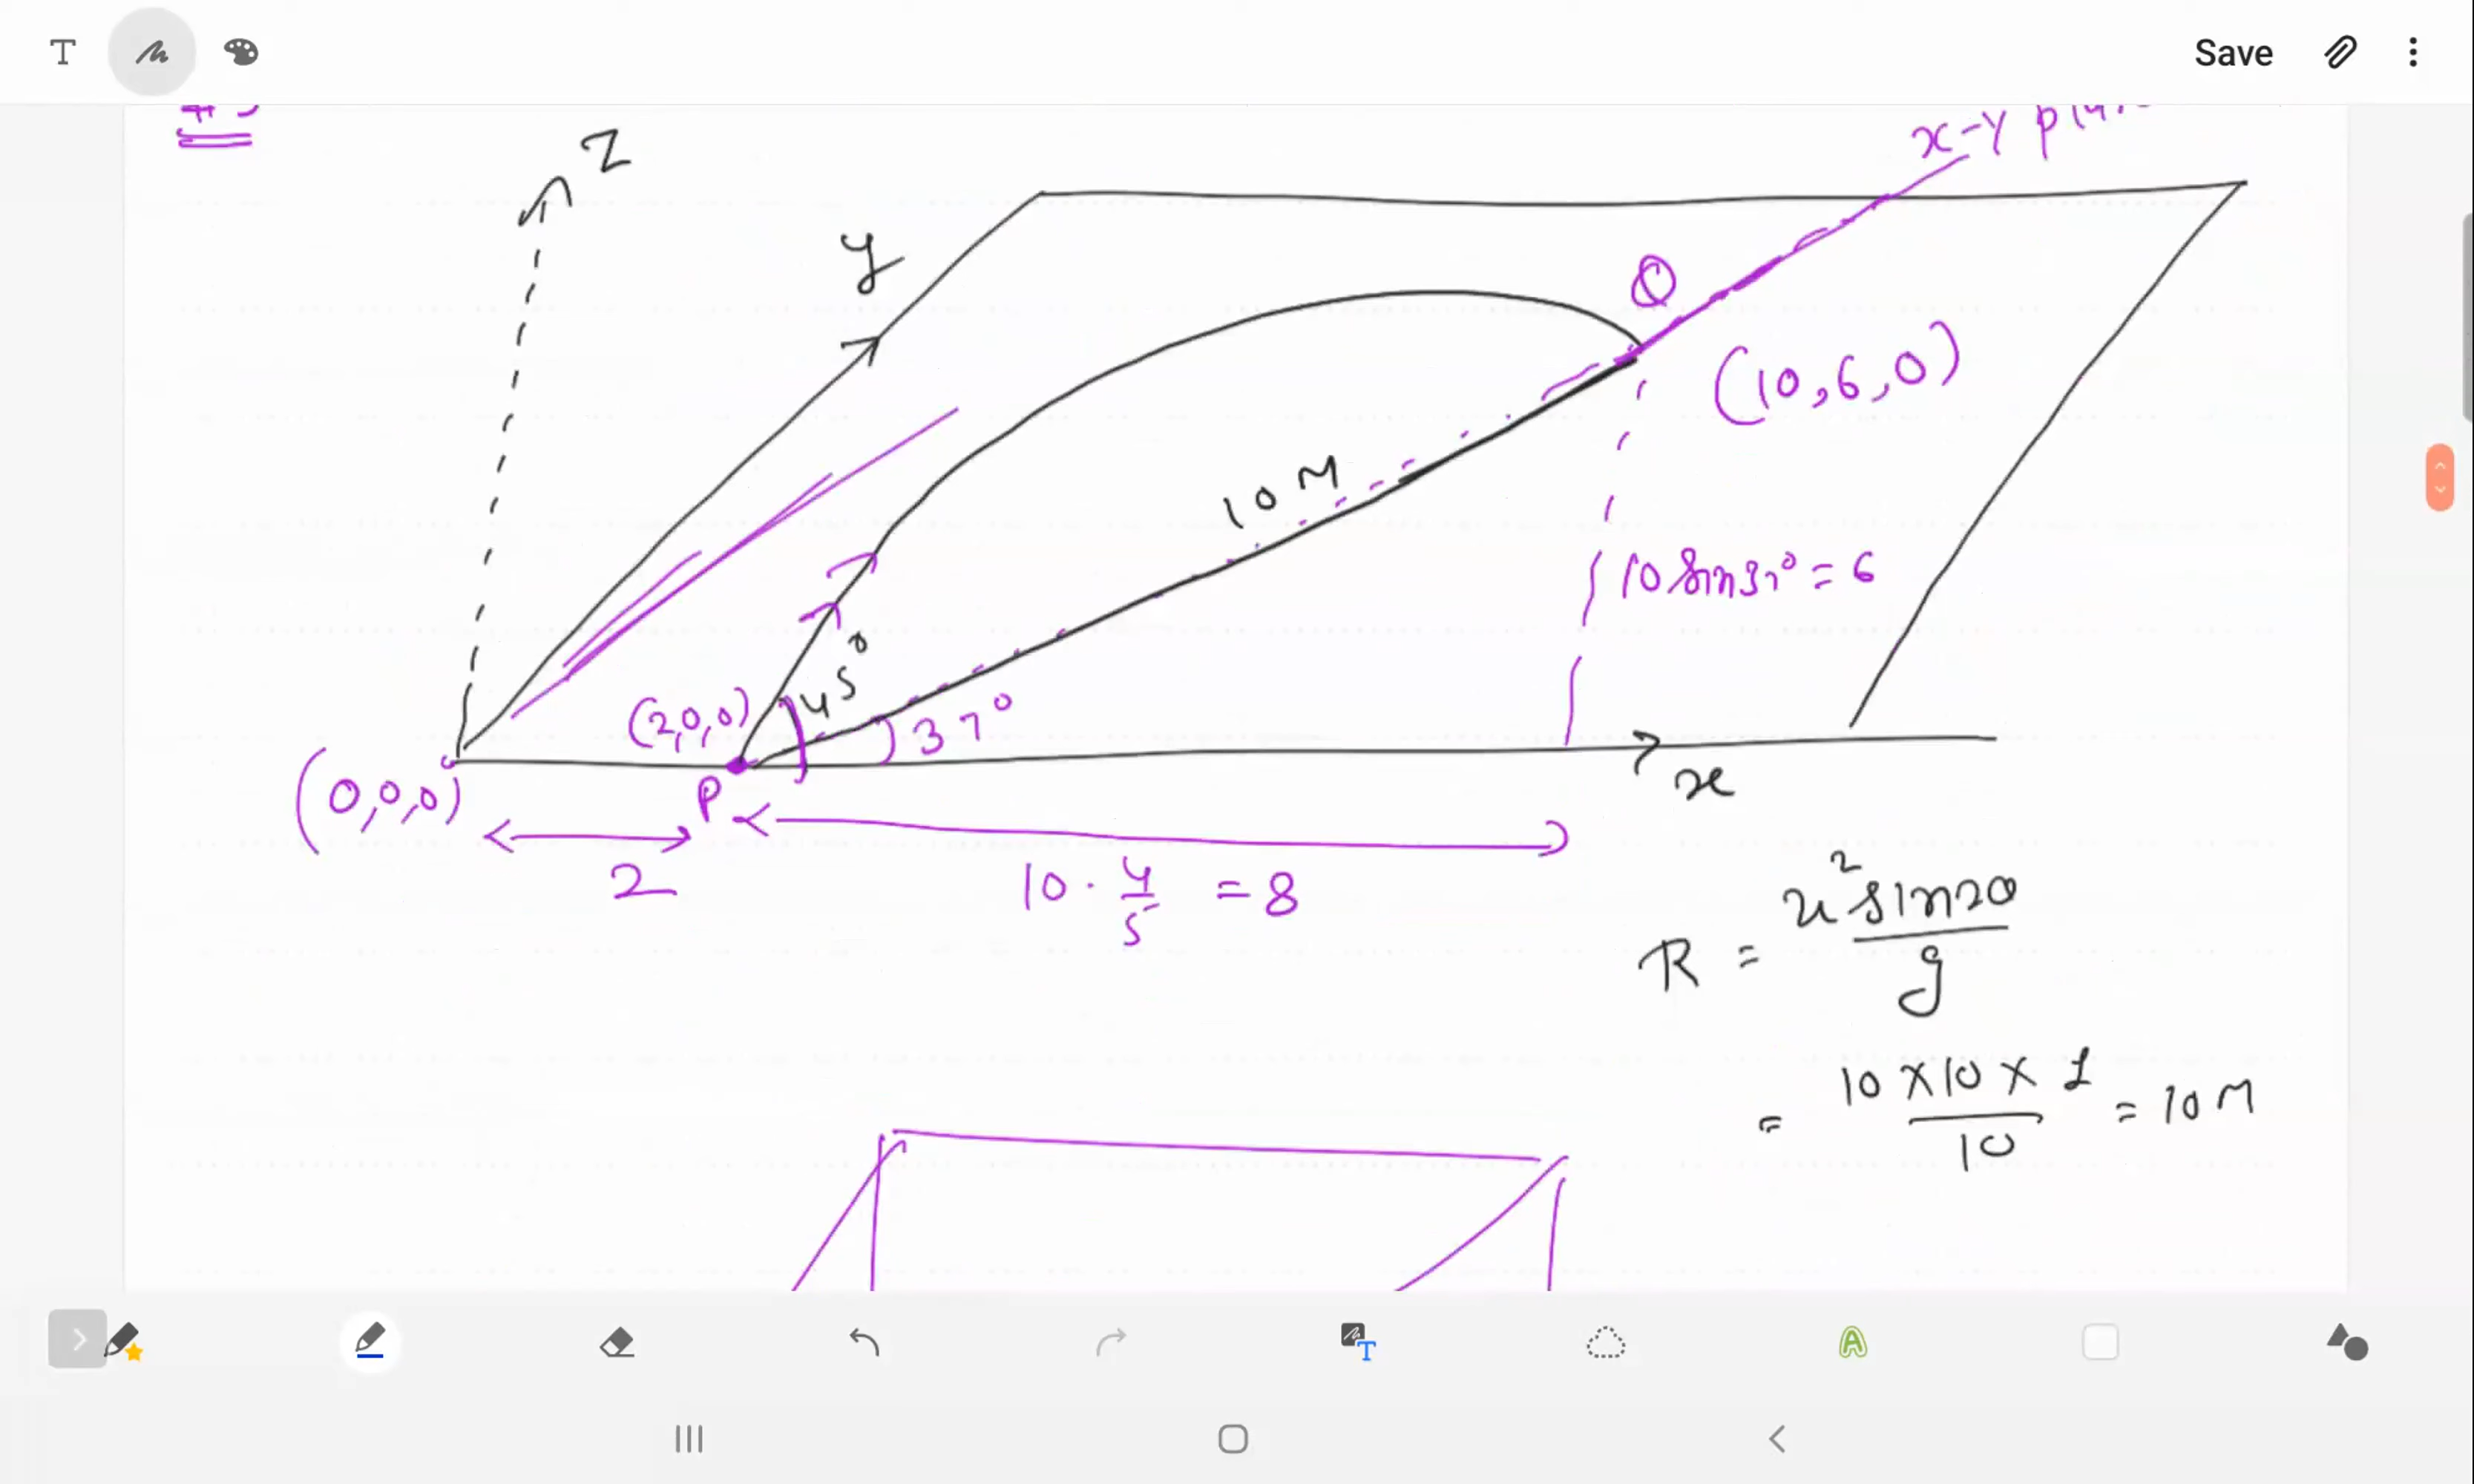 Save
x-y
Z
y
Q
(10,6,0)
10 M
10 sin37° = 6
45°
(2,0,0)
37°
(0,0,0)
P
x
2
10 · 4/5 = 8
R = u² sin2θ / g
= 10 x 10 x 1 / 10 = 10 M